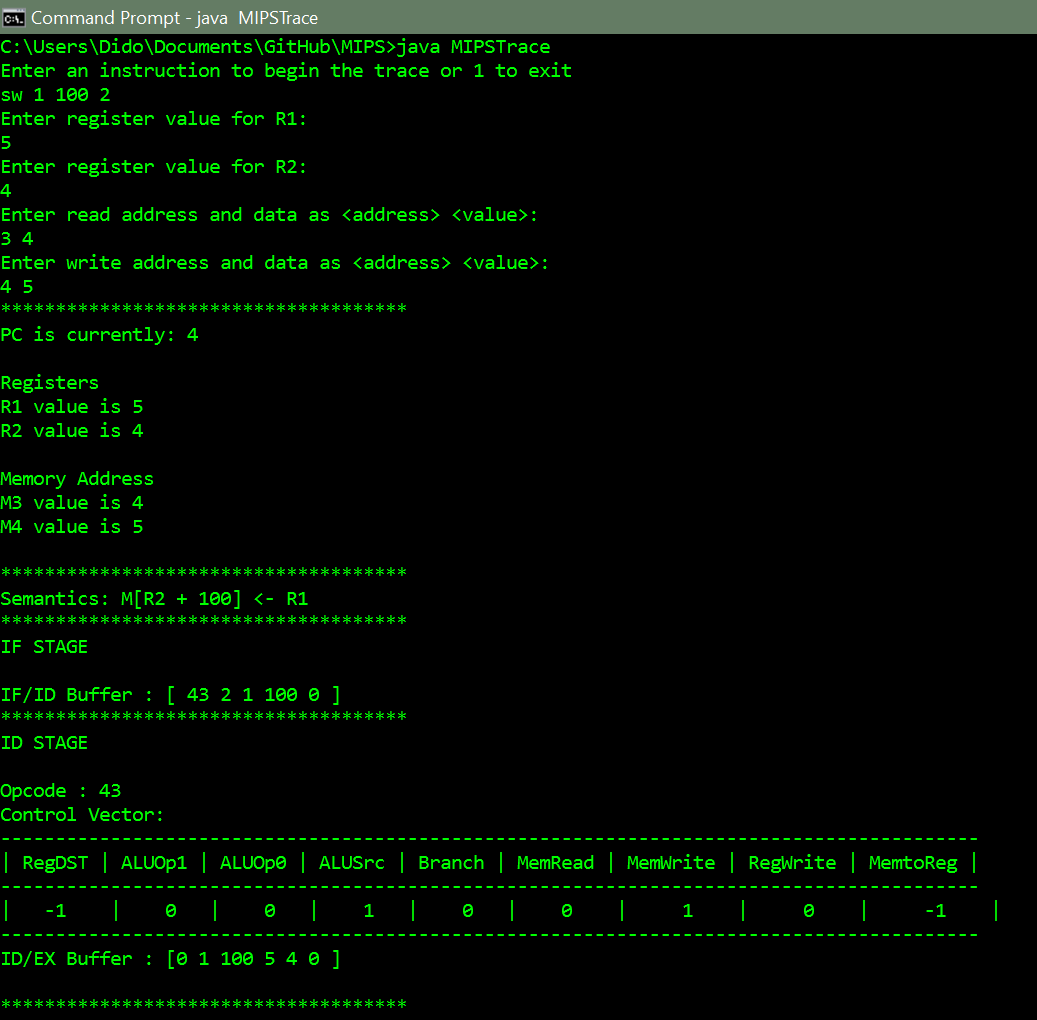 Command Prompt - java  MIPSTrace
C:\Users\Dido\Documents\GitHub\MIPS>java MIPSTrace
Enter an instruction to begin the trace or 1 to exit
sw 1 100 2
Enter register value for R1:
5
Enter register value for R2:
4
Enter read address and data as <address> <value>:
3 4
Enter write address and data as <address> <value>:
4 5
*************************************
PC is currently: 4
Registers
R1 value is 5
R2 value is 4
Memory Address
M3 value is 4
M4 value is 5
*************************************
Semantics: M[R2 + 100] <- R1
*************************************
IF STAGE
IF/ID Buffer : [ 43 2 1 100 0 ]
*************************************
ID STAGE
Opcode : 43
Control Vector:
-----------------------------------------------------------------------------------------
| RegDST | ALUOp1 | ALUOp0 | ALUSrc | Branch | MemRead | MemWrite | RegWrite | MemtoReg |
-----------------------------------------------------------------------------------------
|   -1    |    0   |    0   |    1   |    0   |    0    |     1    |     0    |     -1    |
-----------------------------------------------------------------------------------------
ID/EX Buffer : [0 1 100 5 4 0 ]
*************************************